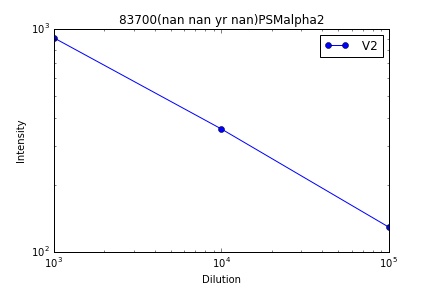 83700(nan nan yr nan)PSMalpha2
10³
V2
Intensity
10²
10³
10⁴
10⁵
Dilution